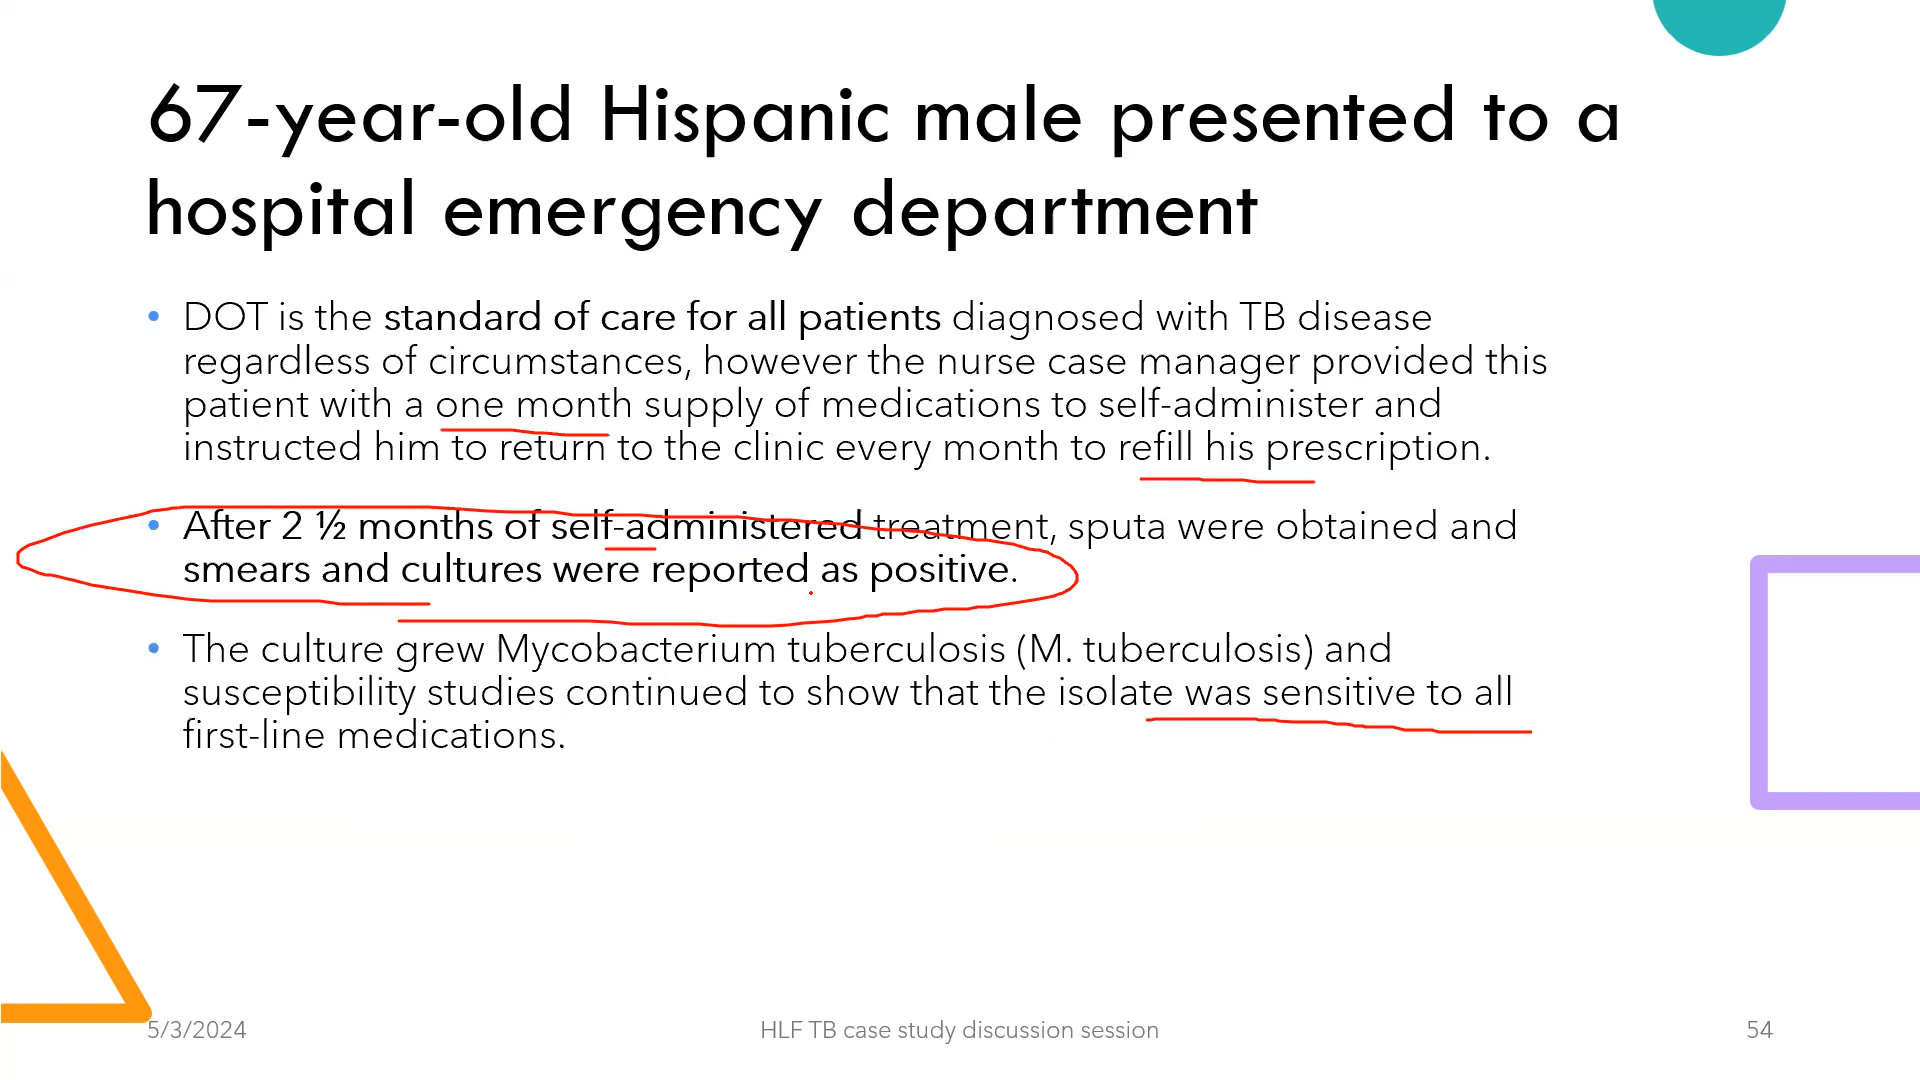 67-year-old Hispanic male presented to a
hospital emergency department
• DOT is the standard of care for all patients diagnosed with TB disease
regardless of circumstances, however the nurse case manager provided this
patient with a one month supply of medications to self-administer and
instructed him to return to the clinic every month to refill his prescription.
• After 2 ½ months of self-administered treatment, sputa were obtained and
smears and cultures were reported as positive.
• The culture grew Mycobacterium tuberculosis (M. tuberculosis) and
susceptibility studies continued to show that the isolate was sensitive to all
first-line medications.
5/3/2024
HLF TB case study discussion session
54